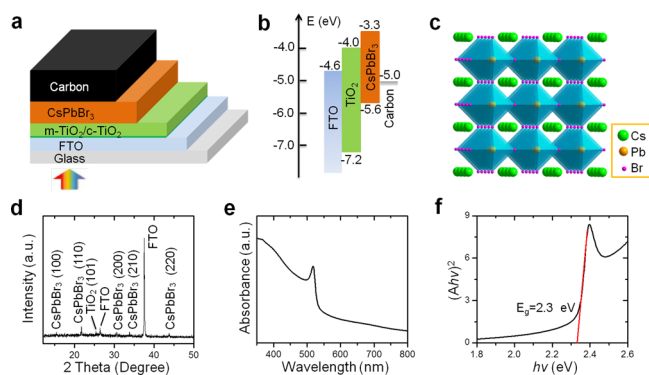 a
Carbon
CsPbBr3
m-TiO2/c-TiO2
FTO
Glass
b
E (eV)
-4.0
-5.0
-6.0
-7.0
-4.6
FTO
-4.0
TiO2
-7.2
-3.3
CsPbBr3
-5.6
-5.0
Carbon
c
Cs
Pb
Br
d
Intensity (a.u.)
CsPbBr3 (100)
CsPbBr3 (110)
TiO2 (101)
FTO
CsPbBr3 (200)
CsPbBr3 (210)
FTO
CsPbBr3 (220)
10 20 30 40 50
2 Theta (Degree)
e
Absorbance (a.u.)
400 500 600 700 800
Wavelength (nm)
f
(Ahv)2
9
6
3
0
Eg=2.3 eV
1.8 2.0 2.2 2.4 2.6
hv (eV)